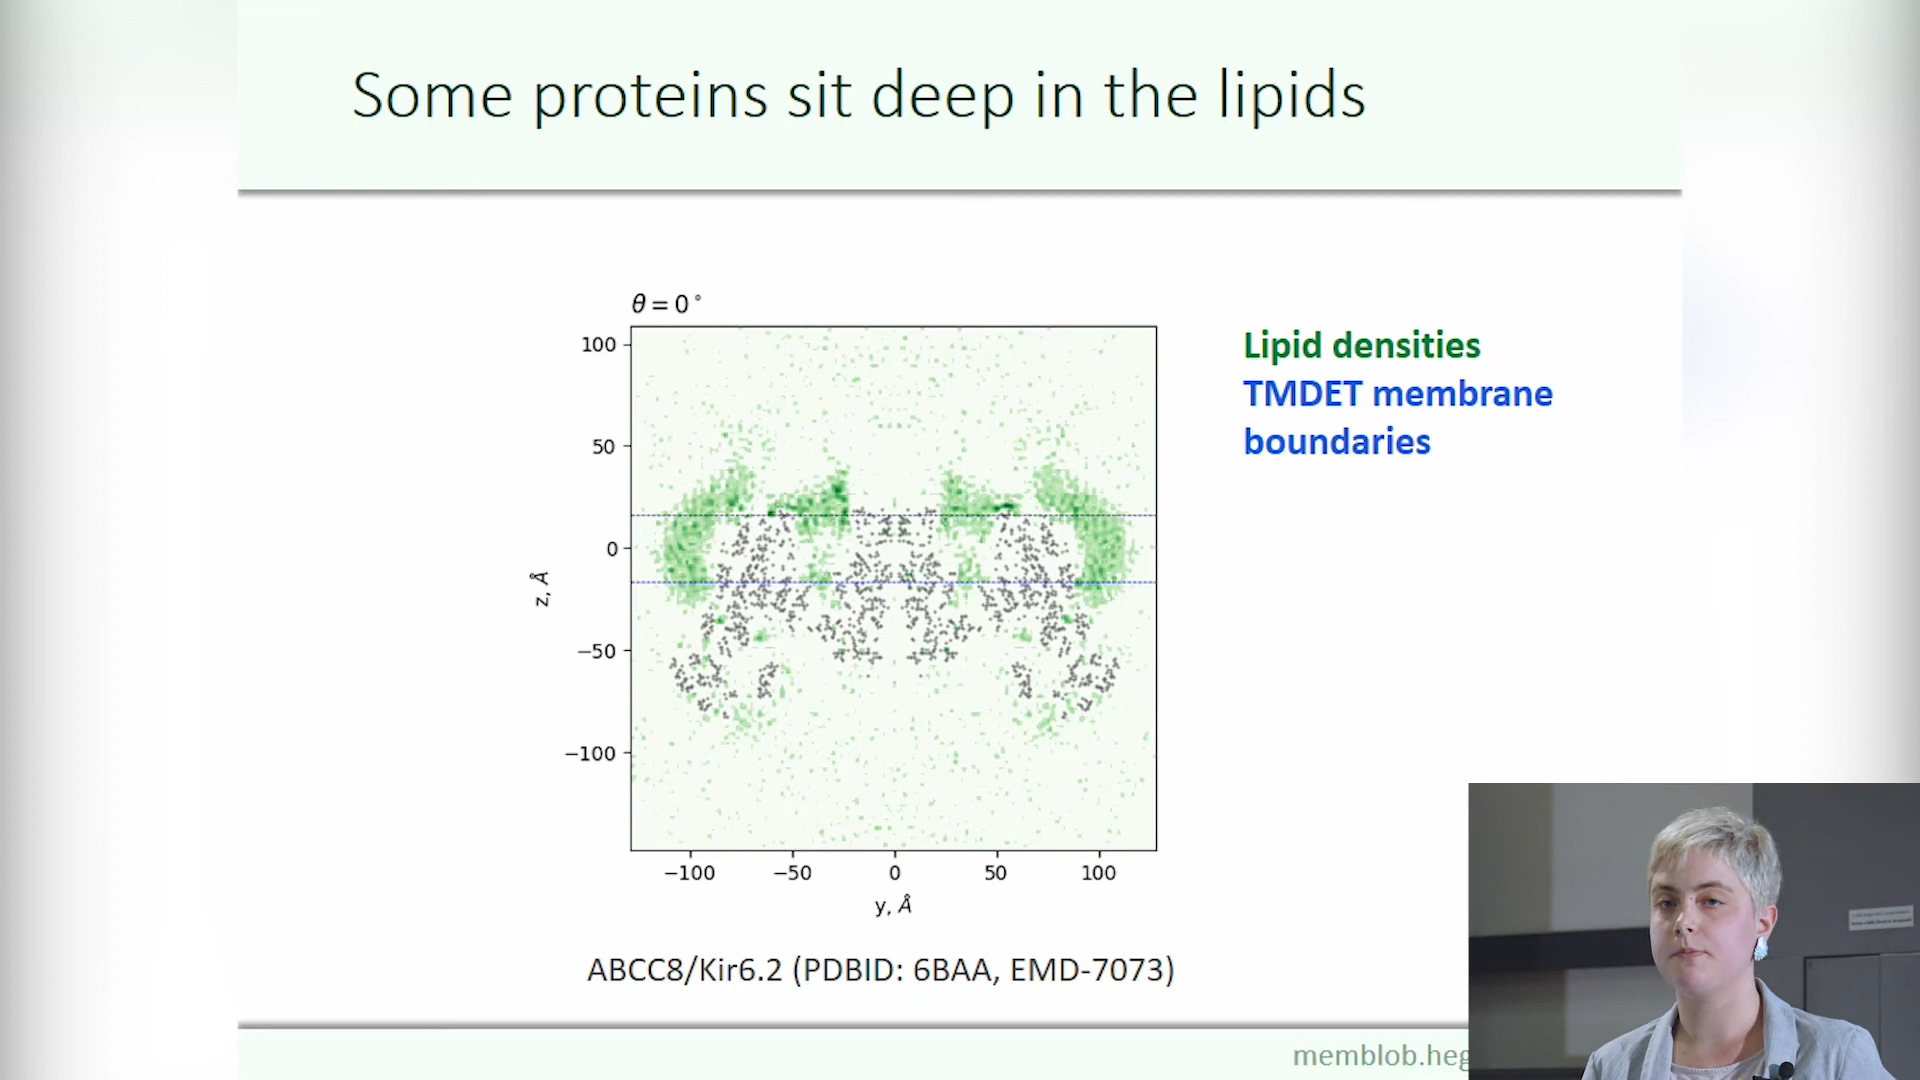 Some proteins sit deep in the lipids
θ = 0°
100
50
0
−50
−100
z, Å
−100
−50
0
50
100
y, Å
Lipid densities
TMDET membrane
boundaries
ABCC8/Kir6.2 (PDBID: 6BAA, EMD-7073)
memblob.heg